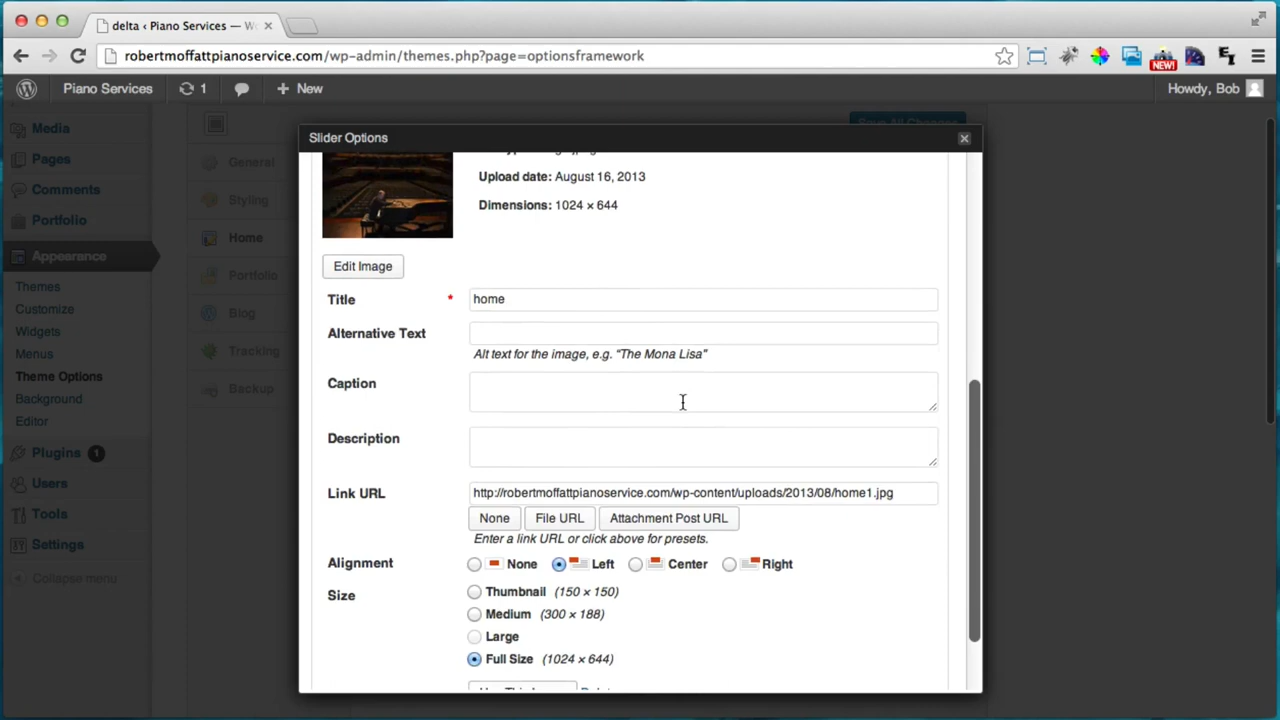 delta ‹ Piano Services — W
robertmoffattpianoservice.com/wp-admin/themes.php?page=optionsframework
NEW!
Piano Services 1 New Howdy, Bob
Save All Changes
Media
Pages
Comments
Portfolio
Appearance
Themes
Customize
Widgets
Menus
Theme Options
Background
Editor
Plugins 1
Users
Tools
Settings
Collapse menu
General
Styling
Home
Portfolio
Blog
Tracking
Backup
Slider Options
Upload date: August 16, 2013
Dimensions: 1024 × 644
Edit Image
Title * home
Alternative Text
Alt text for the image, e.g. “The Mona Lisa”
Caption
Description
Link URL http://robertmoffattpianoservice.com/wp-content/uploads/2013/08/home1.jpg
None File URL Attachment Post URL
Enter a link URL or click above for presets.
Alignment None Left Center Right
Size Thumbnail (150 × 150)
Medium (300 × 188)
Large
Full Size (1024 × 644)